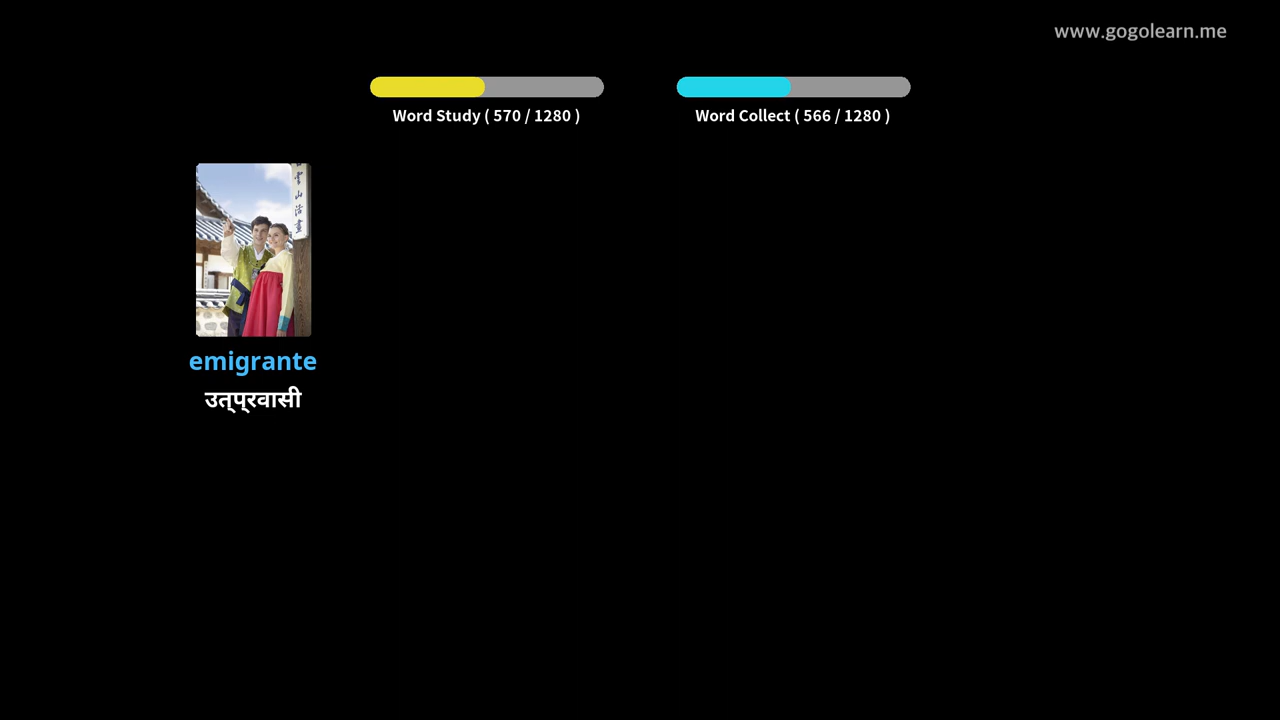 www.gogolearn.me
Word Study ( 570 / 1280 )
Word Collect ( 566 / 1280 )
emigrante
उत्प्रवासी